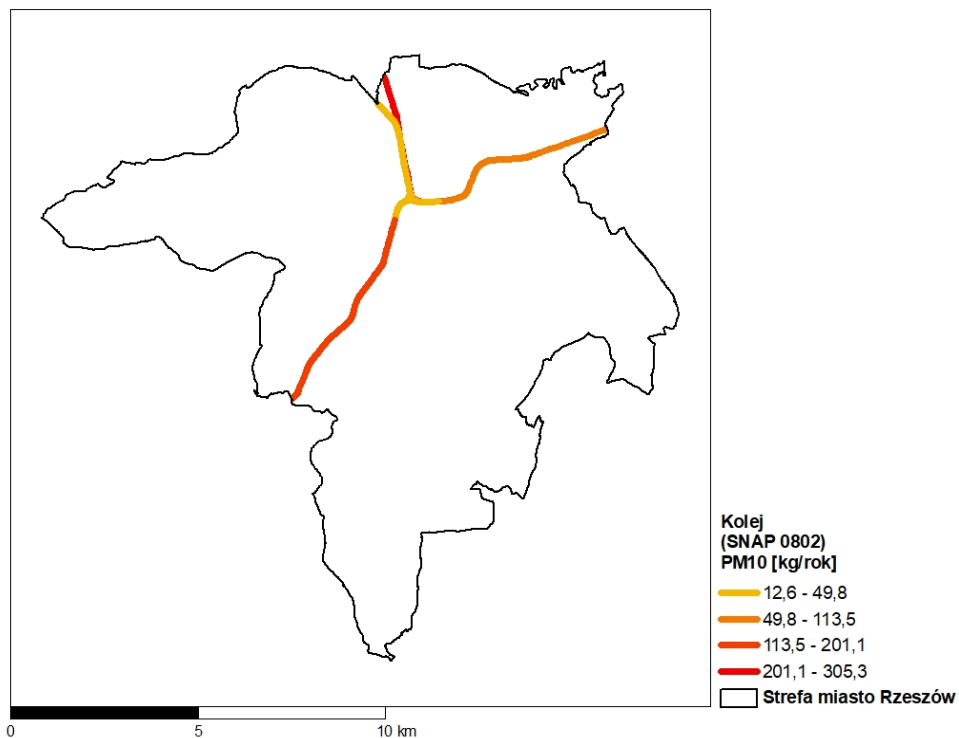 Kolej
(SNAP 0802)
PM10 [kg/rok]
12,6 - 49,8
49,8 - 113,5
113,5 - 201,1
201,1 - 305,3
Strefa miasto Rzeszów
0 5 10 km